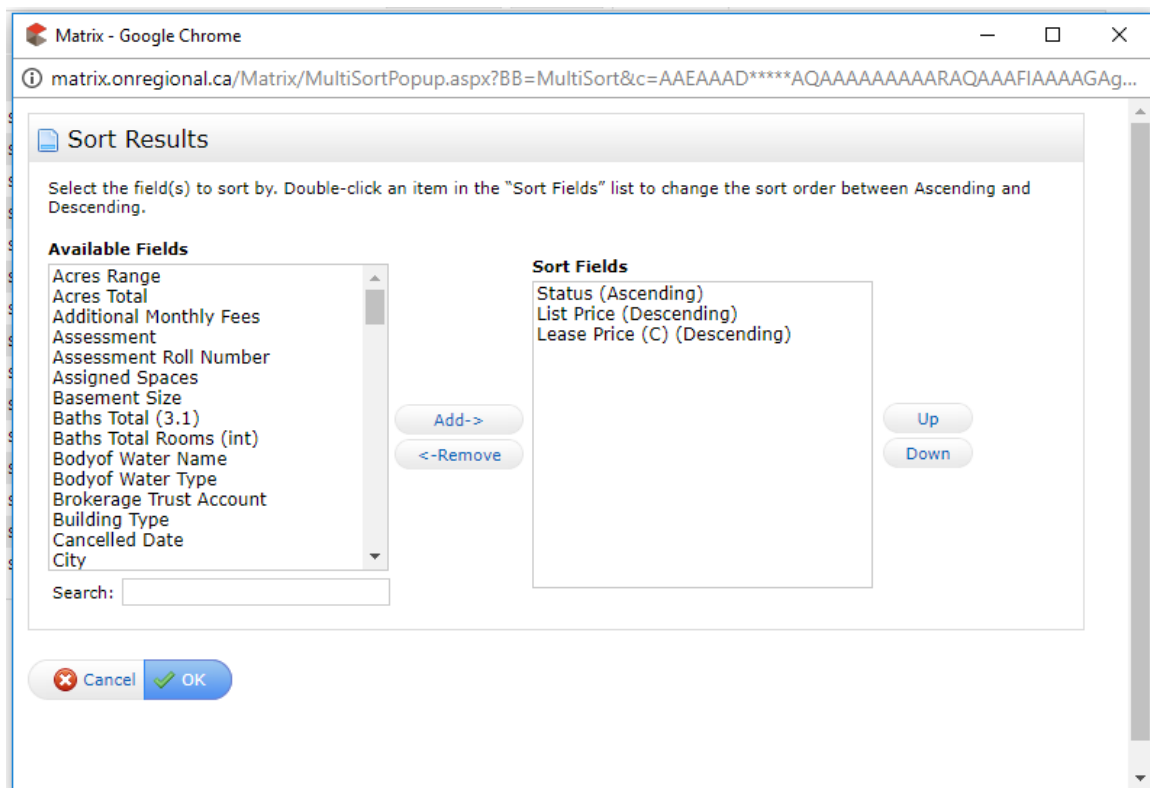 Matrix - Google Chrome
matrix.onregional.ca/Matrix/MultiSortPopup.aspx?BB=MultiSort&c=AAEAAAD*****AQAAAAAAAAARAQAAAFIAAAAGAg...
Sort Results
Select the field(s) to sort by. Double-click an item in the “Sort Fields” list to change the sort order between Ascending and
Descending.
Available Fields
Acres Range
Acres Total
Additional Monthly Fees
Assessment
Assessment Roll Number
Assigned Spaces
Basement Size
Baths Total (3.1)
Baths Total Rooms (int)
Bodyof Water Name
Bodyof Water Type
Brokerage Trust Account
Building Type
Cancelled Date
City
Search:
Add->
<-Remove
Sort Fields
Status (Ascending)
List Price (Descending)
Lease Price (C) (Descending)
Up
Down
Cancel
OK